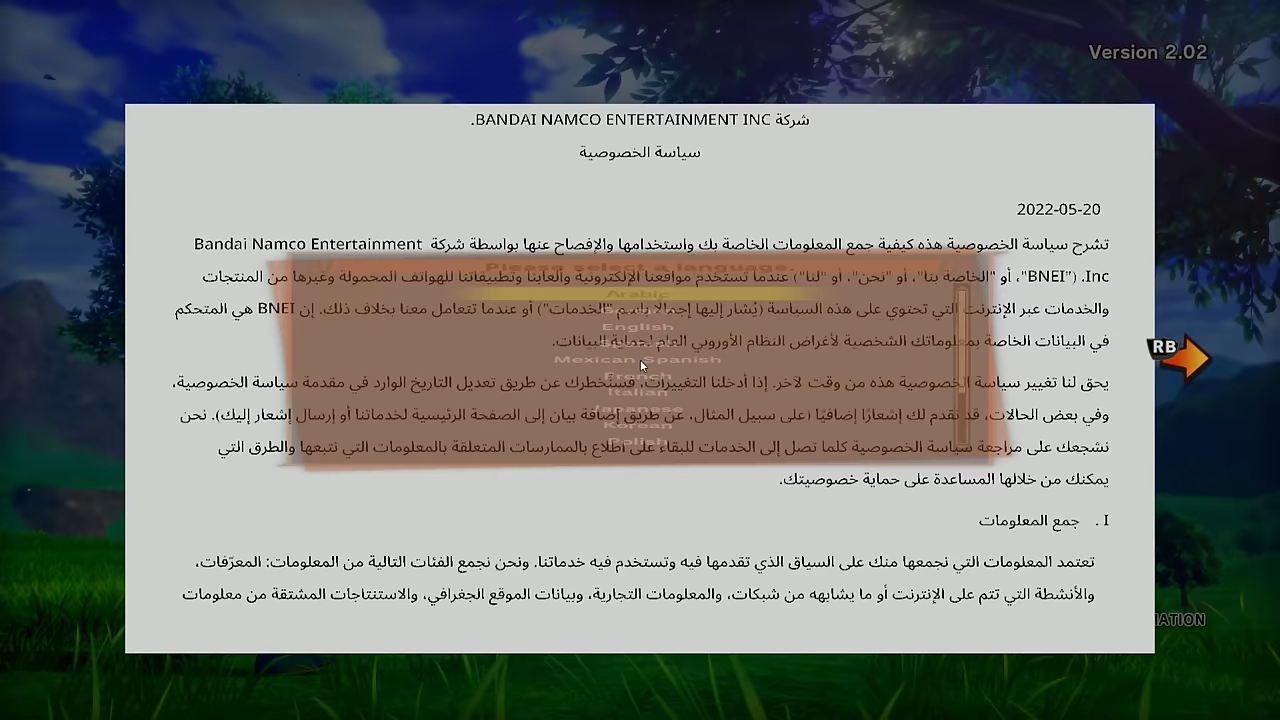 Version 2.02
شركة BANDAI NAMCO ENTERTAINMENT INC.
سياسة الخصوصية
2022-05-20
تشرح سياسة الخصوصية هذه كيفية جمع المعلومات الخاصة بك واستخدامها والإفصاح عنها بواسطة شركة Bandai Namco Entertainment
Inc. ("BNEI"، أو "الخاصة بنا"، أو "نحن"، أو "لنا") عندما تستخدم مواقعنا الإلكترونية وألعابنا وتطبيقاتنا للهواتف المحمولة وغيرها من المنتجات
والخدمات عبر الإنترنت التي تحتوي على هذه السياسة (يُشار إليها إجمالاً باسم "الخدمات") أو عندما تتعامل معنا بخلاف ذلك. إن BNEI هي المتحكم
في البيانات الخاصة بمعلوماتك الشخصية لأغراض النظام الأوروبي العام لحماية البيانات.
يحق لنا تغيير سياسة الخصوصية هذه من وقت لآخر. إذا أدخلنا التغييرات، فسنخطرك عن طريق تعديل التاريخ الوارد في مقدمة سياسة الخصوصية،
وفي بعض الحالات، قد نقدم لك إشعارًا إضافيًا (على سبيل المثال، عن طريق إضافة بيان إلى الصفحة الرئيسية لخدماتنا أو إرسال إشعار إليك). نحن
نشجعك على مراجعة سياسة الخصوصية كلما تصل إلى الخدمات للبقاء على اطلاع بالممارسات المتعلقة بالمعلومات التي نتبعها والطرق التي
يمكنك من خلالها المساعدة على حماية خصوصيتك.
I . جمع المعلومات
تعتمد المعلومات التي نجمعها منك على السياق الذي تقدمها فيه وتستخدم فيه خدماتنا. ونحن نجمع الفئات التالية من المعلومات: المعرّفات،
والأنشطة التي تتم على الإنترنت أو ما يشابهه من شبكات، والمعلومات التجارية، وبيانات الموقع الجغرافي، والاستنتاجات المشتقة من معلومات
Please select a language.
Arabic
English
Mexican Spanish
French
Italian
Japanese
Korean
Polish
RB